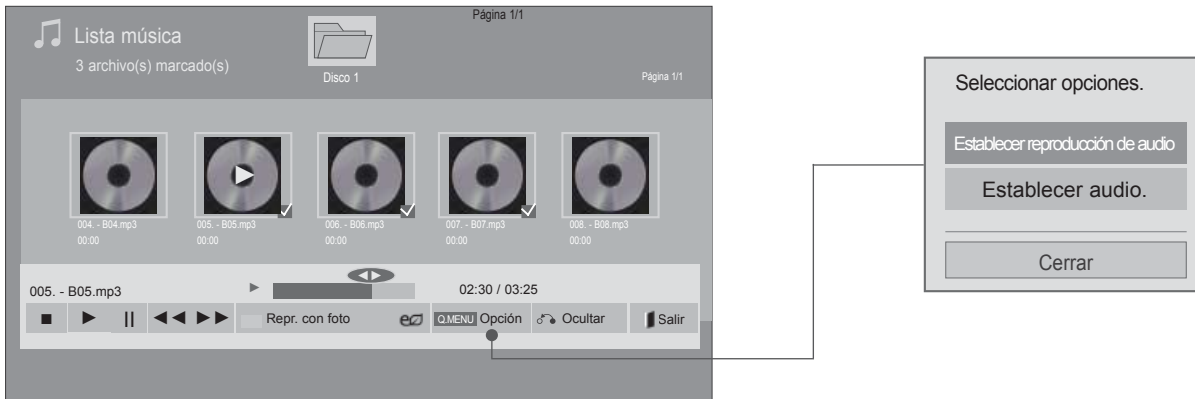 Página 1/1
Lista música
3 archivo(s) marcado(s)
Disco 1
Página 1/1
004. - B04.mp3
00:00
005. - B05.mp3
00:00
006. - B06.mp3
00:00
007. - B07.mp3
00:00
008. - B08.mp3
00:00
005. - B05.mp3
02:30 / 03:25
Repr. con foto
Q.MENU Opción
Ocultar
Salir
Seleccionar opciones.
Establecer reproducción de audio
Establecer audio.
Cerrar